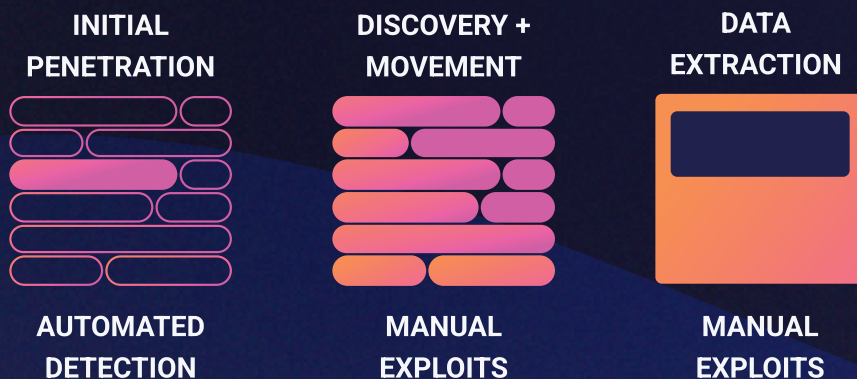 INITIAL
PENETRATION
AUTOMATED
DETECTION
DISCOVERY +
MOVEMENT
MANUAL
EXPLOITS
DATA
EXTRACTION
MANUAL
EXPLOITS